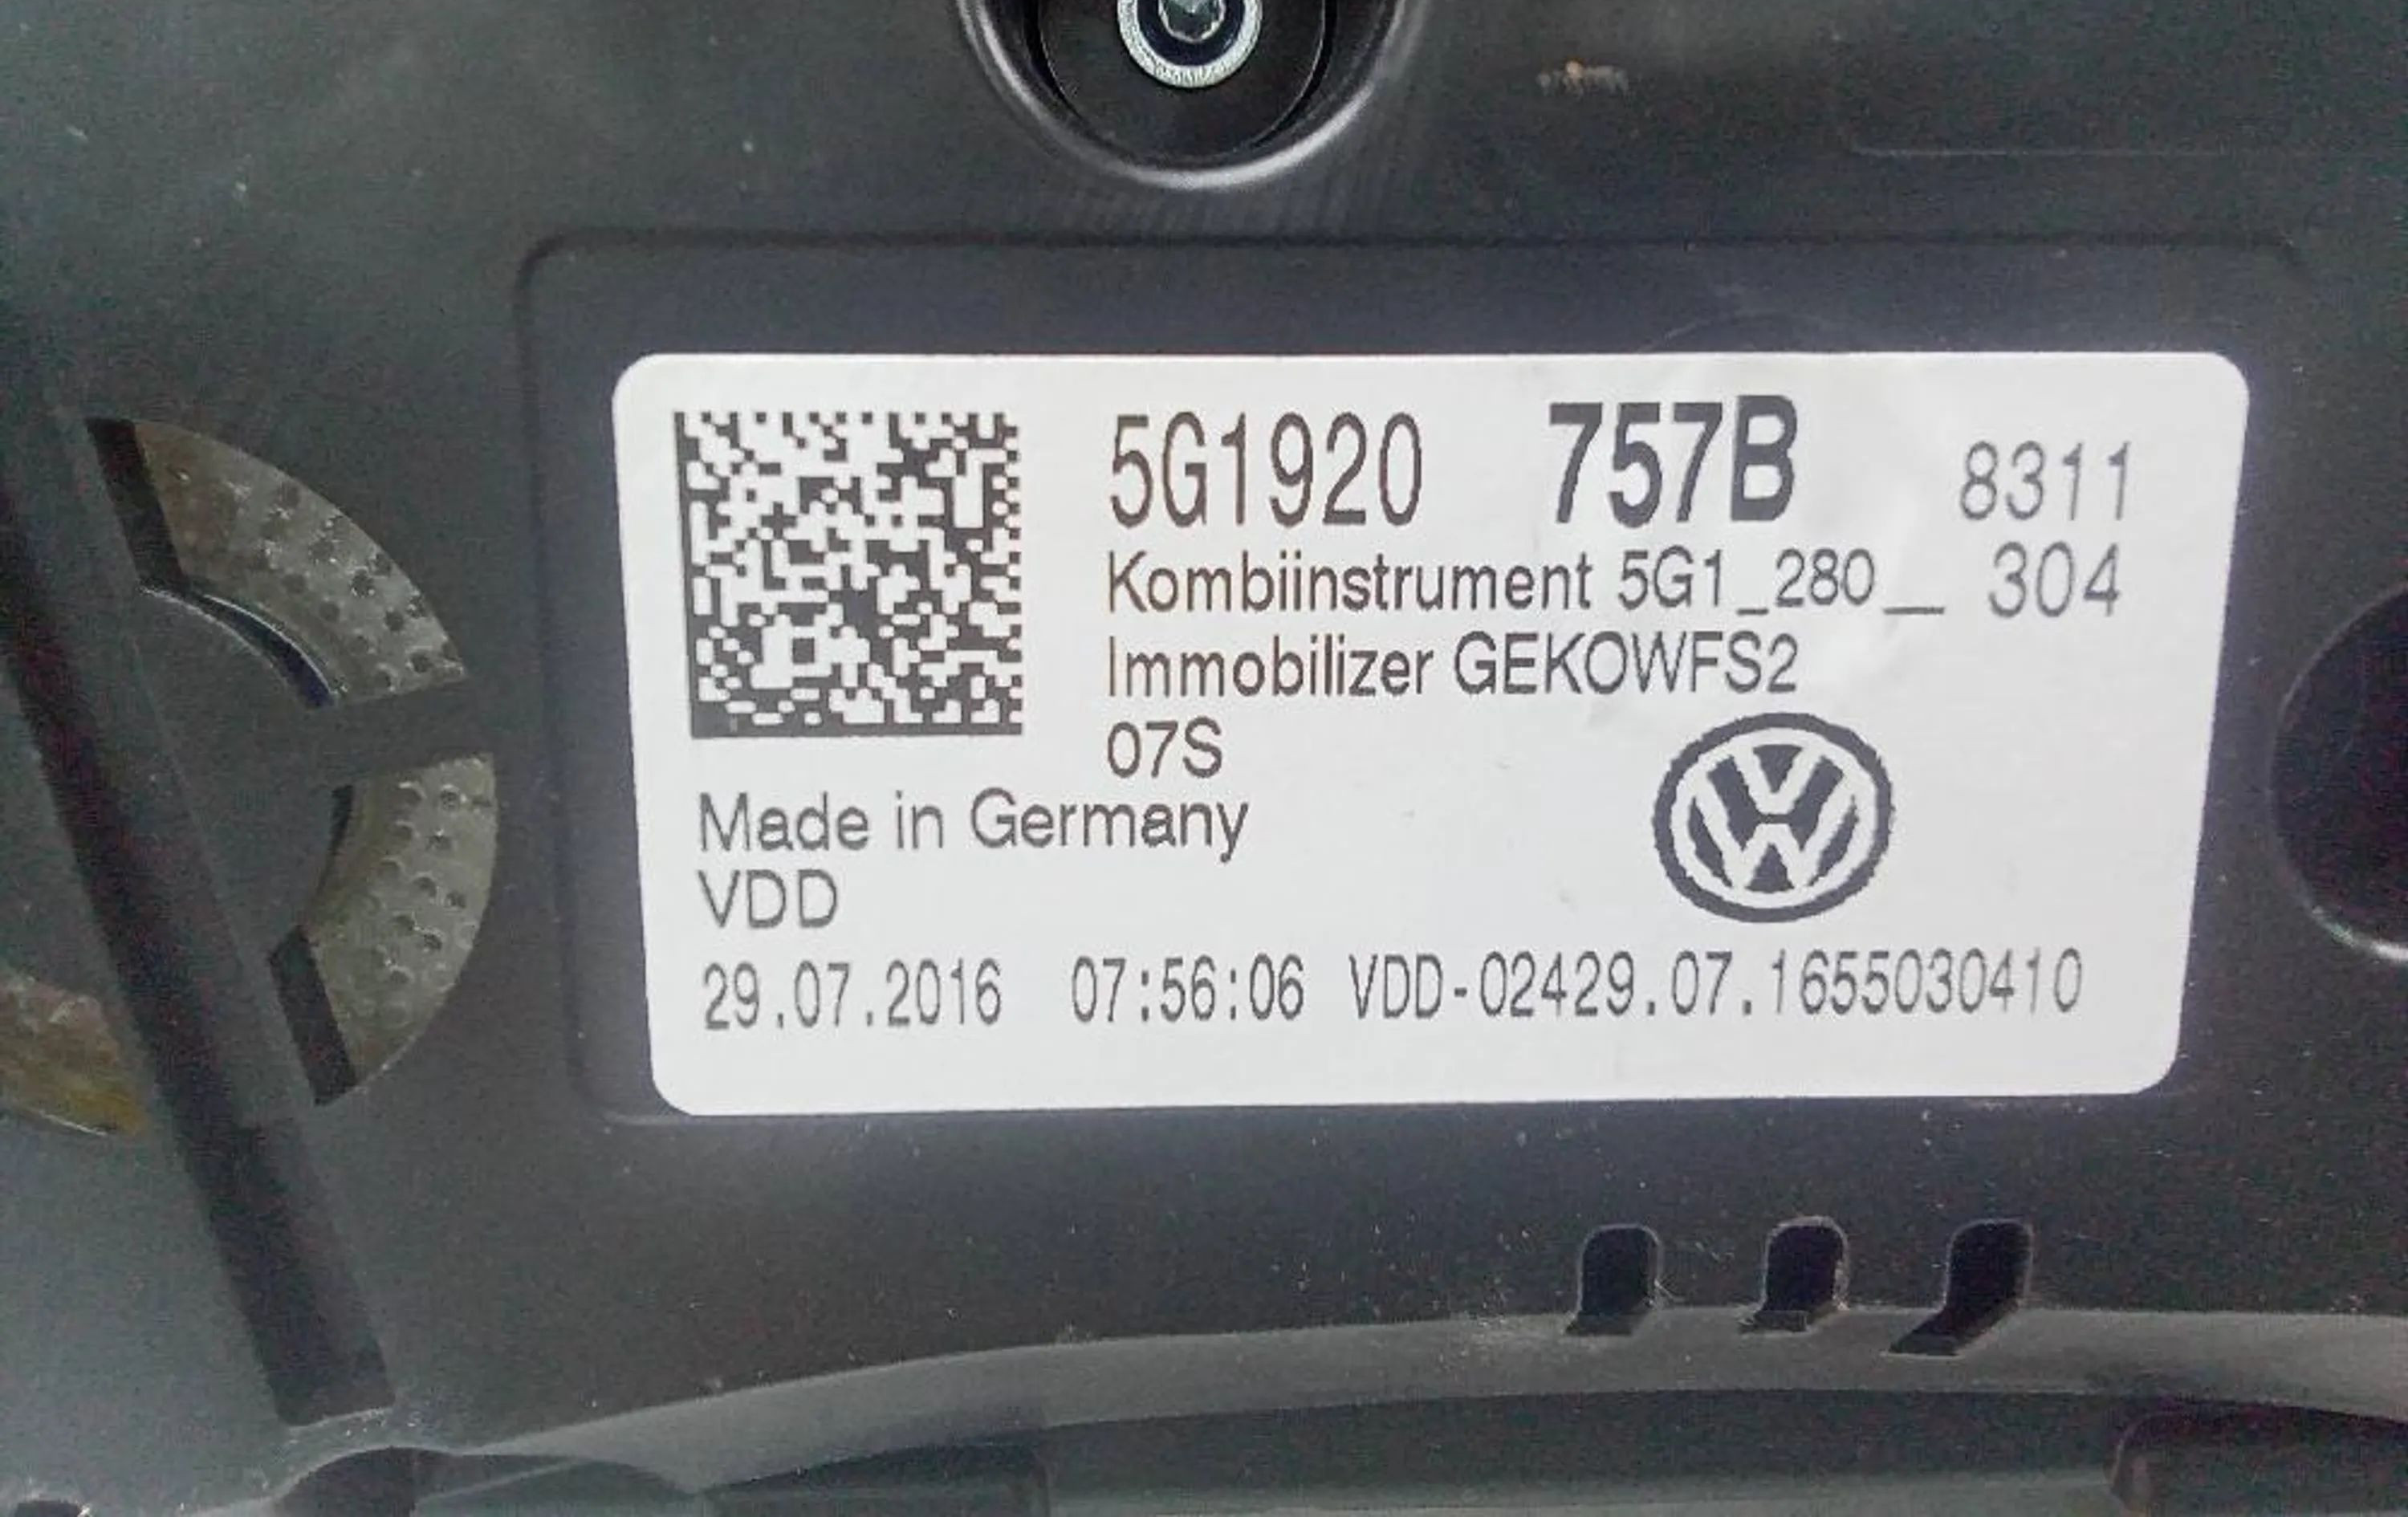 5G1920 757B 8311
Kombiinstrument 5G1_280__ 304
Immobilizer GEKOWFS2
07S
Made in Germany
VDD
29.07.2016 07:56:06 VDD-02429.07.1655030410